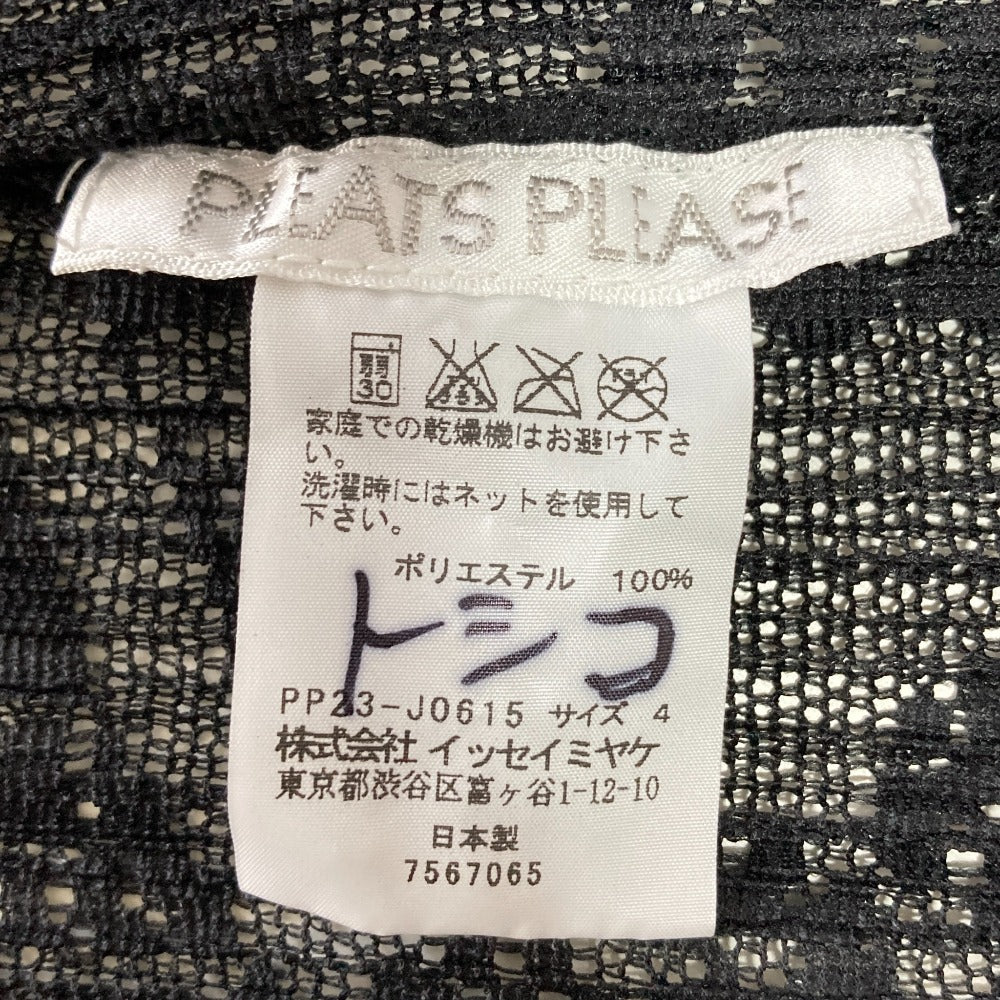 PLEATS PLEASE
弱
30
家庭での乾燥機はお避け下さ
い。
洗濯時にはネットを使用して
下さい。
ポリエステル 100%
トシコ
PP23-J0615 サイズ 4
株式会社 イッセイミヤケ
東京都渋谷区富ヶ谷1-12-10
日本製
7567065